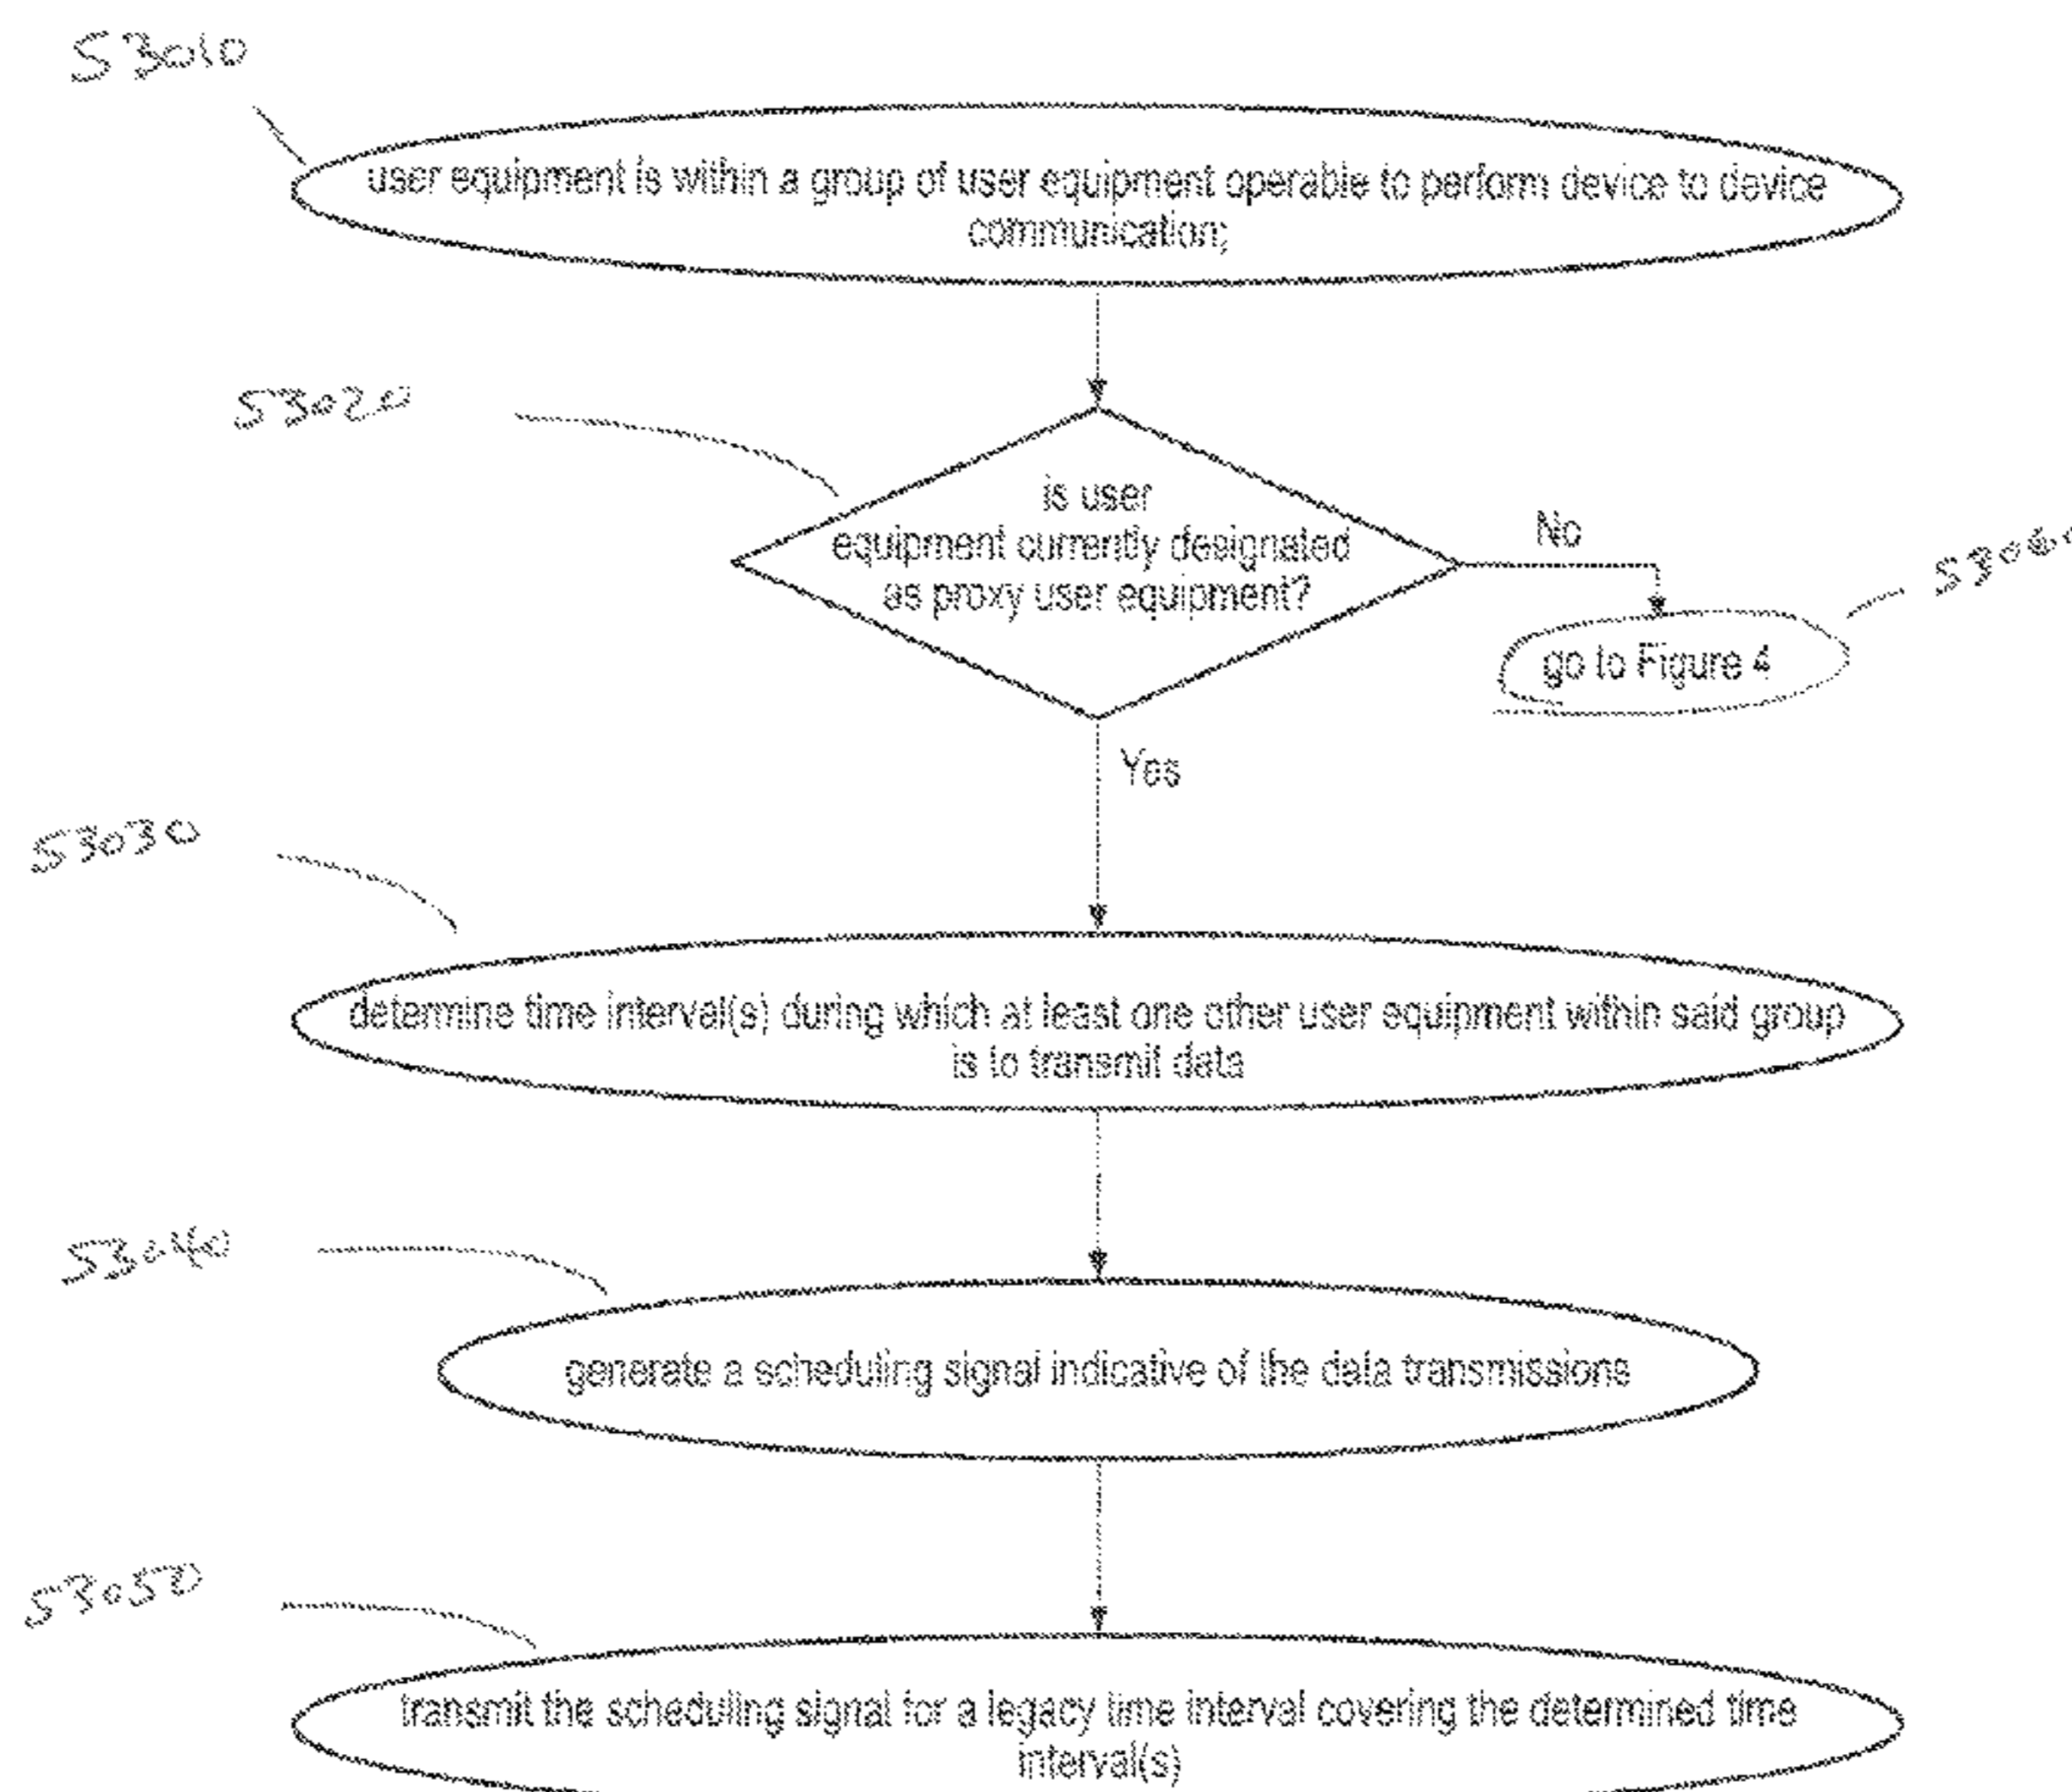 S3010
user equipment is within a group of user equipment operable to perform device to device
communication;
S3020
is user
equipment currently designated
as proxy user equipment?
No
go to Figure 4
Yes
S3030
determine time interval(s) during which at least one other user equipment within said group
is to transmit data
S3040
generate a scheduling signal indicative of the data transmissions
S3050
transmit the scheduling signal for a legacy time interval covering the determined time
interval(s)